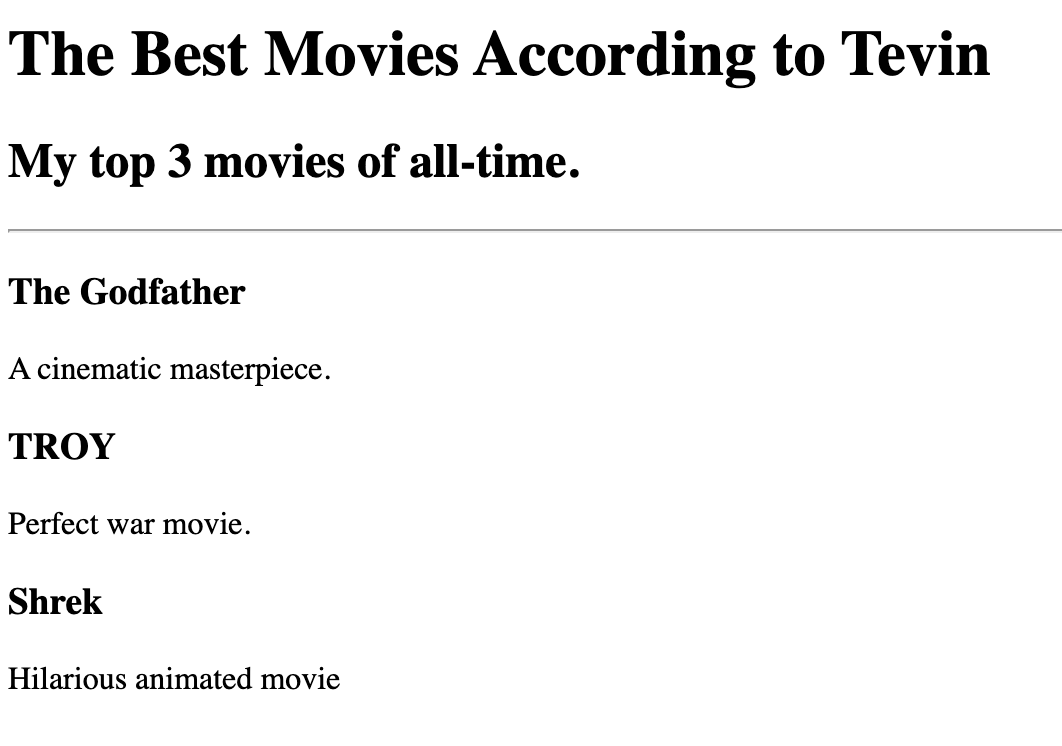 The Best Movies According to Tevin
My top 3 movies of all-time.
The Godfather
A cinematic masterpiece.
TROY
Perfect war movie.
Shrek
Hilarious animated movie